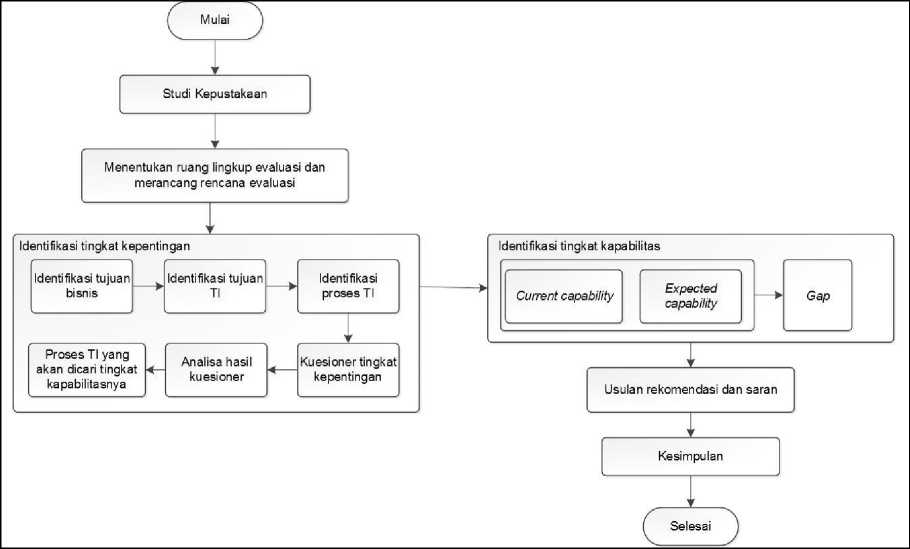 Mulai
Studi Kepustakaan
Menentukan ruang lingkup evaluasi dan
merancang rencana evaluasi
Identifikasi tingkat kepentingan
Identifikasi tujuan
bisnis
Identifikasi tujuan
TI
Identifikasi
proses TI
Kuesioner tingkat
kepentingan
Analisa hasil
kuesioner
Proses TI yang
akan dicari tingkat
kapabilitasnya
Identifikasi tingkat kapabilitas
Current capability
Expected
capability
Gap
Usulan rekomendasi dan saran
Kesimpulan
Selesai